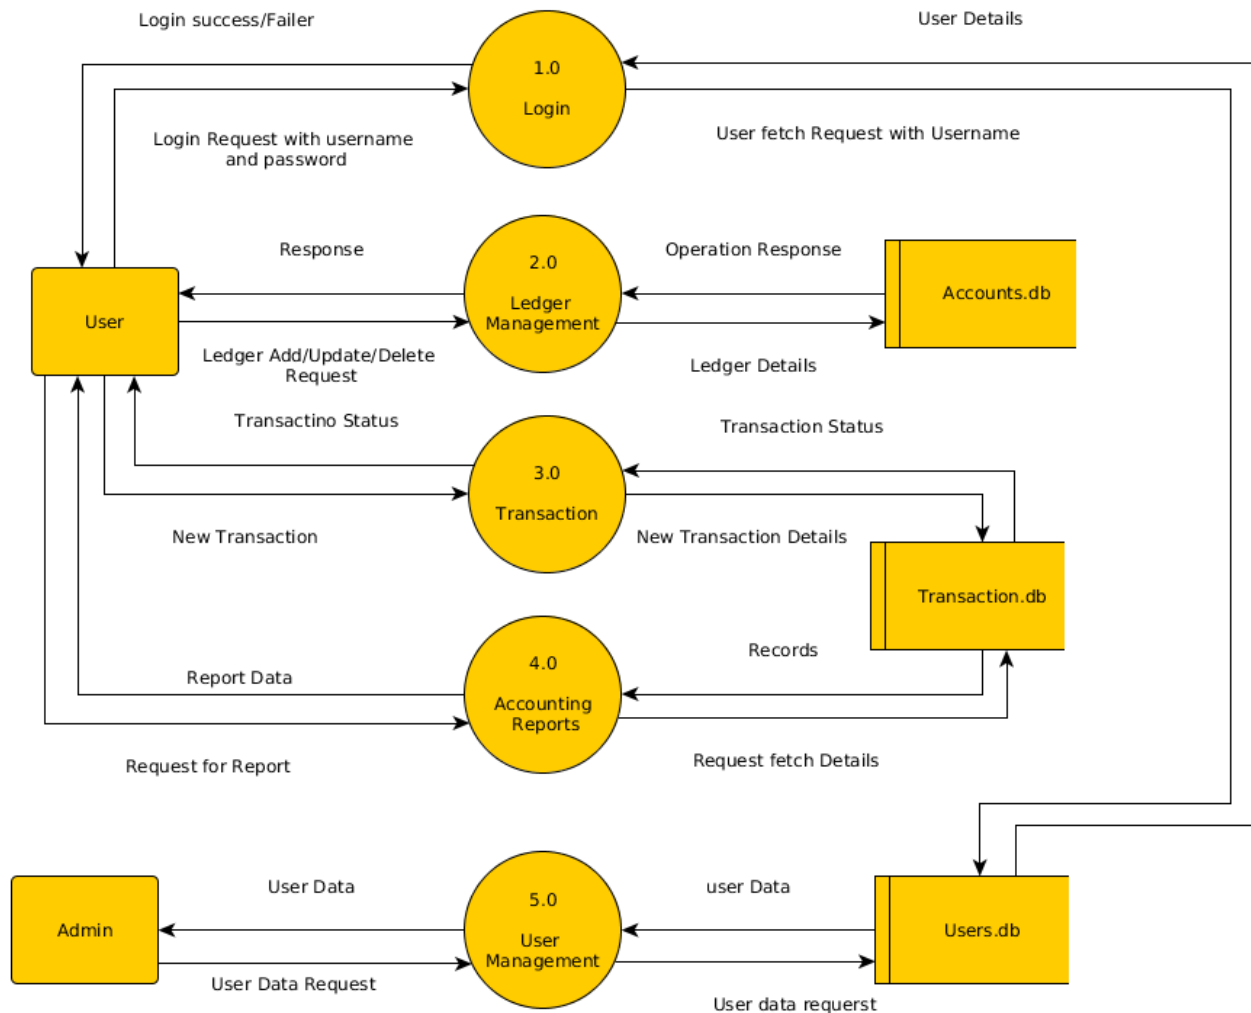 Login success/Failer
User Details
1.0
Login
Login Request with username
and password
User fetch Request with Username
Response
2.0
Ledger
Management
Operation Response
Accounts.db
User
Ledger Add/Update/Delete
Request
Ledger Details
Transactino Status
Transaction Status
3.0
Transaction
New Transaction
New Transaction Details
Transaction.db
Records
4.0
Accounting
Reports
Report Data
Request for Report
Request fetch Details
User Data
user Data
5.0
User
Management
Admin
Users.db
User Data Request
User data requerst